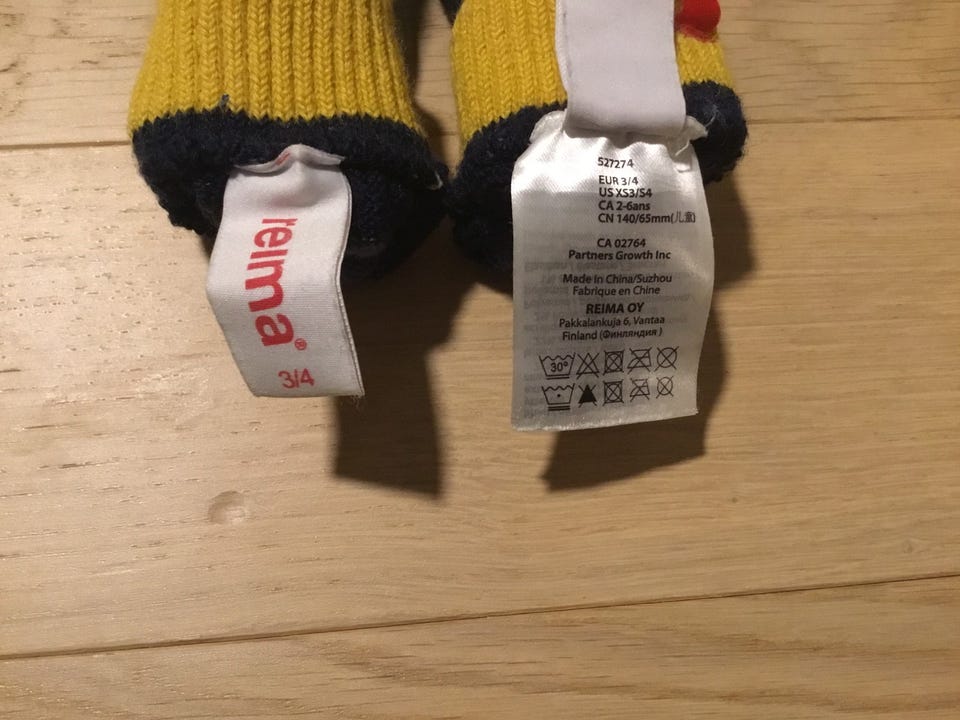 reima®
3/4
527274
EUR 3/4
US XS3/S4
CA 2-6ans
CN 140/65mm(儿童)
CA 02764
Partners Growth Inc
Made in China/Suzhou
Fabrique en Chine
REIMA OY
Pakkalankuja 6, Vantaa
Finland (Финляндия )
30°